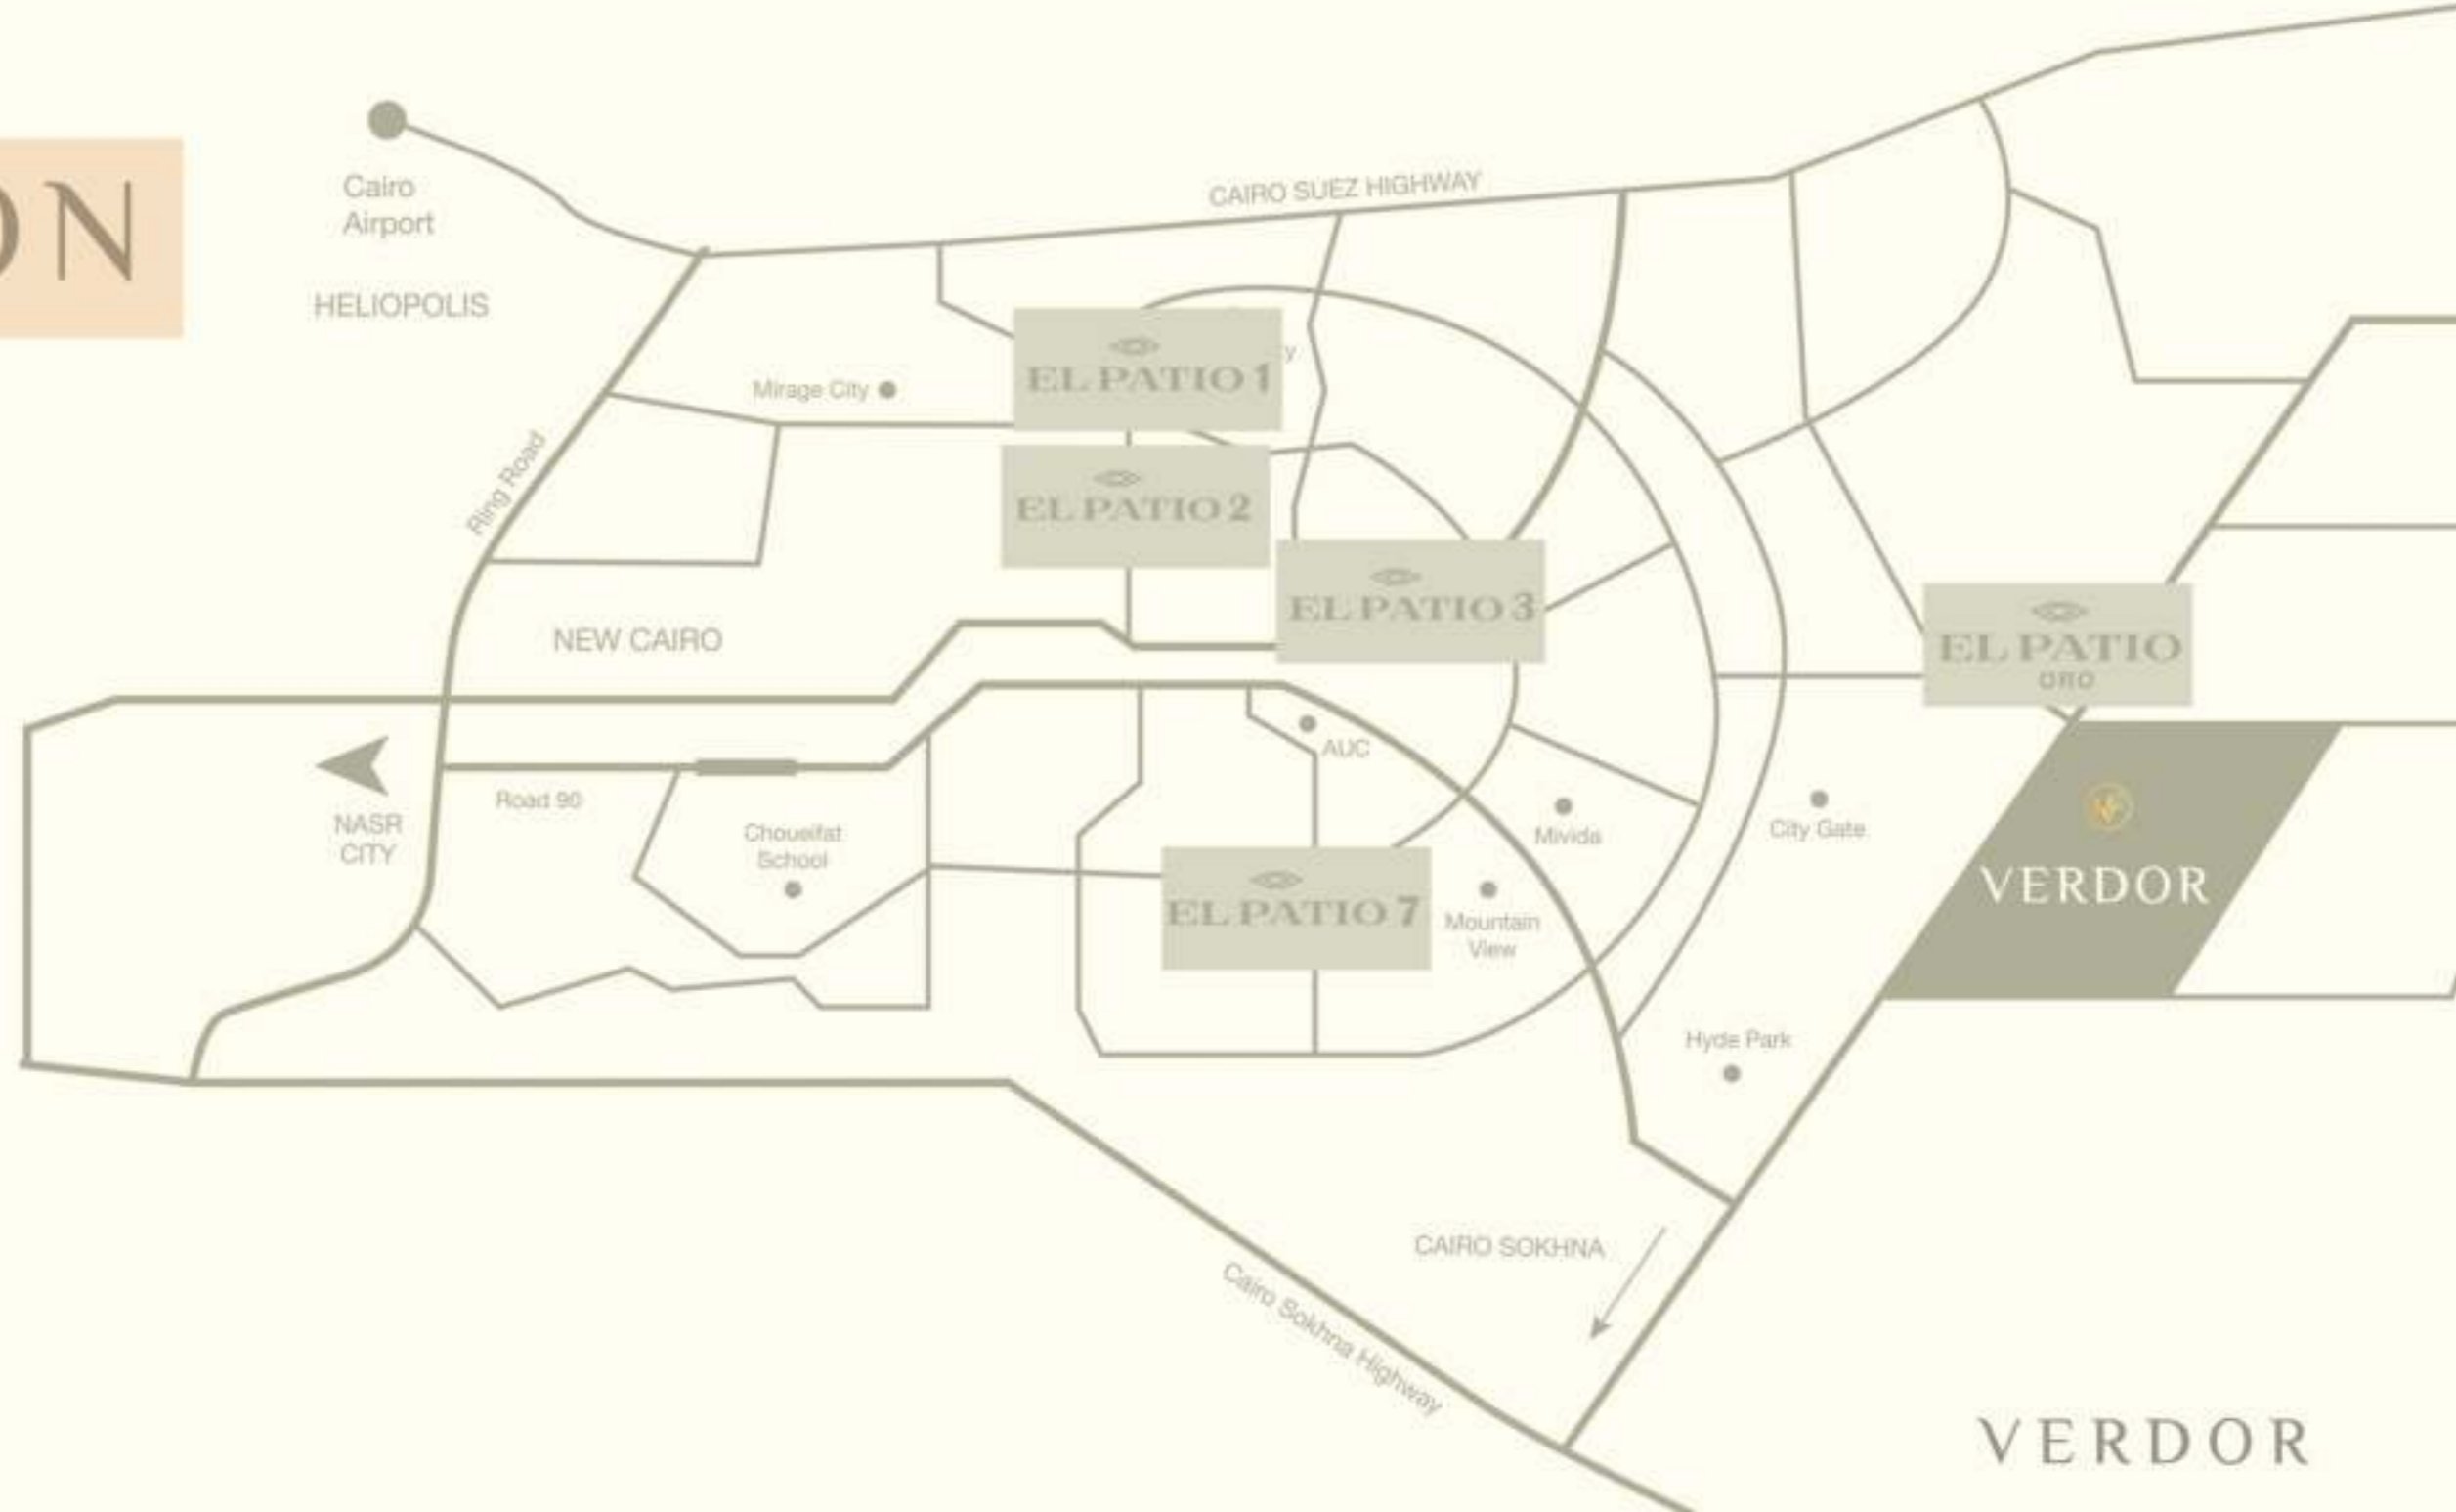 ON
Cairo
Airport
HELIOPOLIS
CAIRO SUEZ HIGHWAY
Mirage City
EL PATIO 1
y
EL PATIO 2
Ring Road
EL PATIO 3
NEW CAIRO
EL PATIO
ORO
AUC
NASR
CITY
Road 90
Choueifat
School
Mivida
City Gate
VERDOR
EL PATIO 7
Mountain
View
Hyde Park
CAIRO SOKHNA
Cairo Sokhna Highway
VERDOR